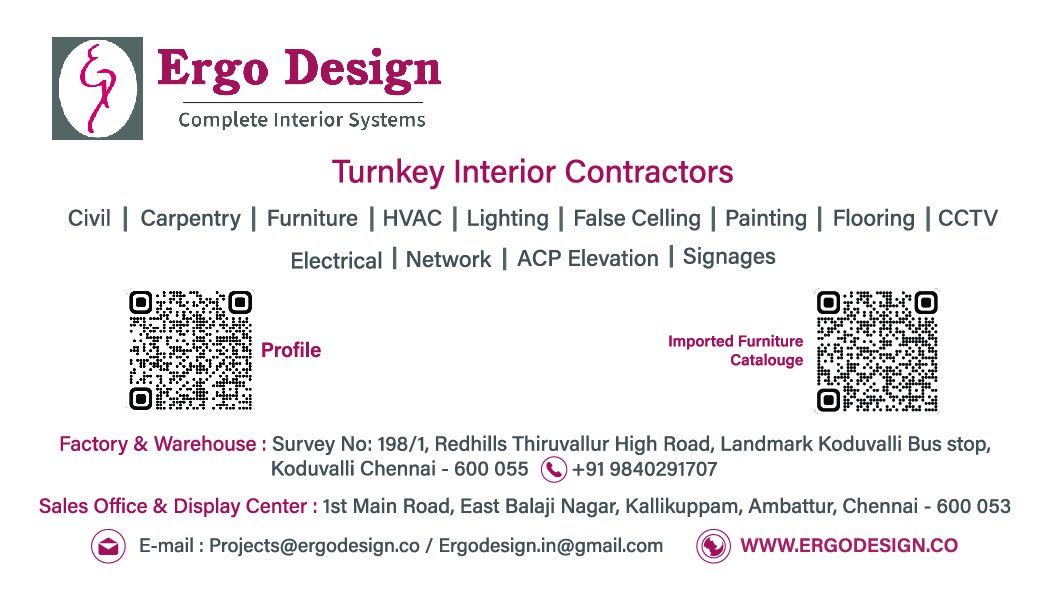 Ergo Design
Complete Interior Systems
Turnkey Interior Contractors
Civil | Carpentry | Furniture | HVAC | Lighting | False Celling | Painting | Flooring | CCTV
Electrical | Network | ACP Elevation | Signages
Profile
Imported Furniture
Catalouge
Factory & Warehouse : Survey No: 198/1, Redhills Thiruvallur High Road, Landmark Koduvalli Bus stop,
Koduvalli Chennai - 600 055 +91 9840291707
Sales Office & Display Center : 1st Main Road, East Balaji Nagar, Kallikuppam, Ambattur, Chennai - 600 053
E-mail : Projects@ergodesign.co / Ergodesign.in@gmail.com WWW.ERGODESIGN.CO